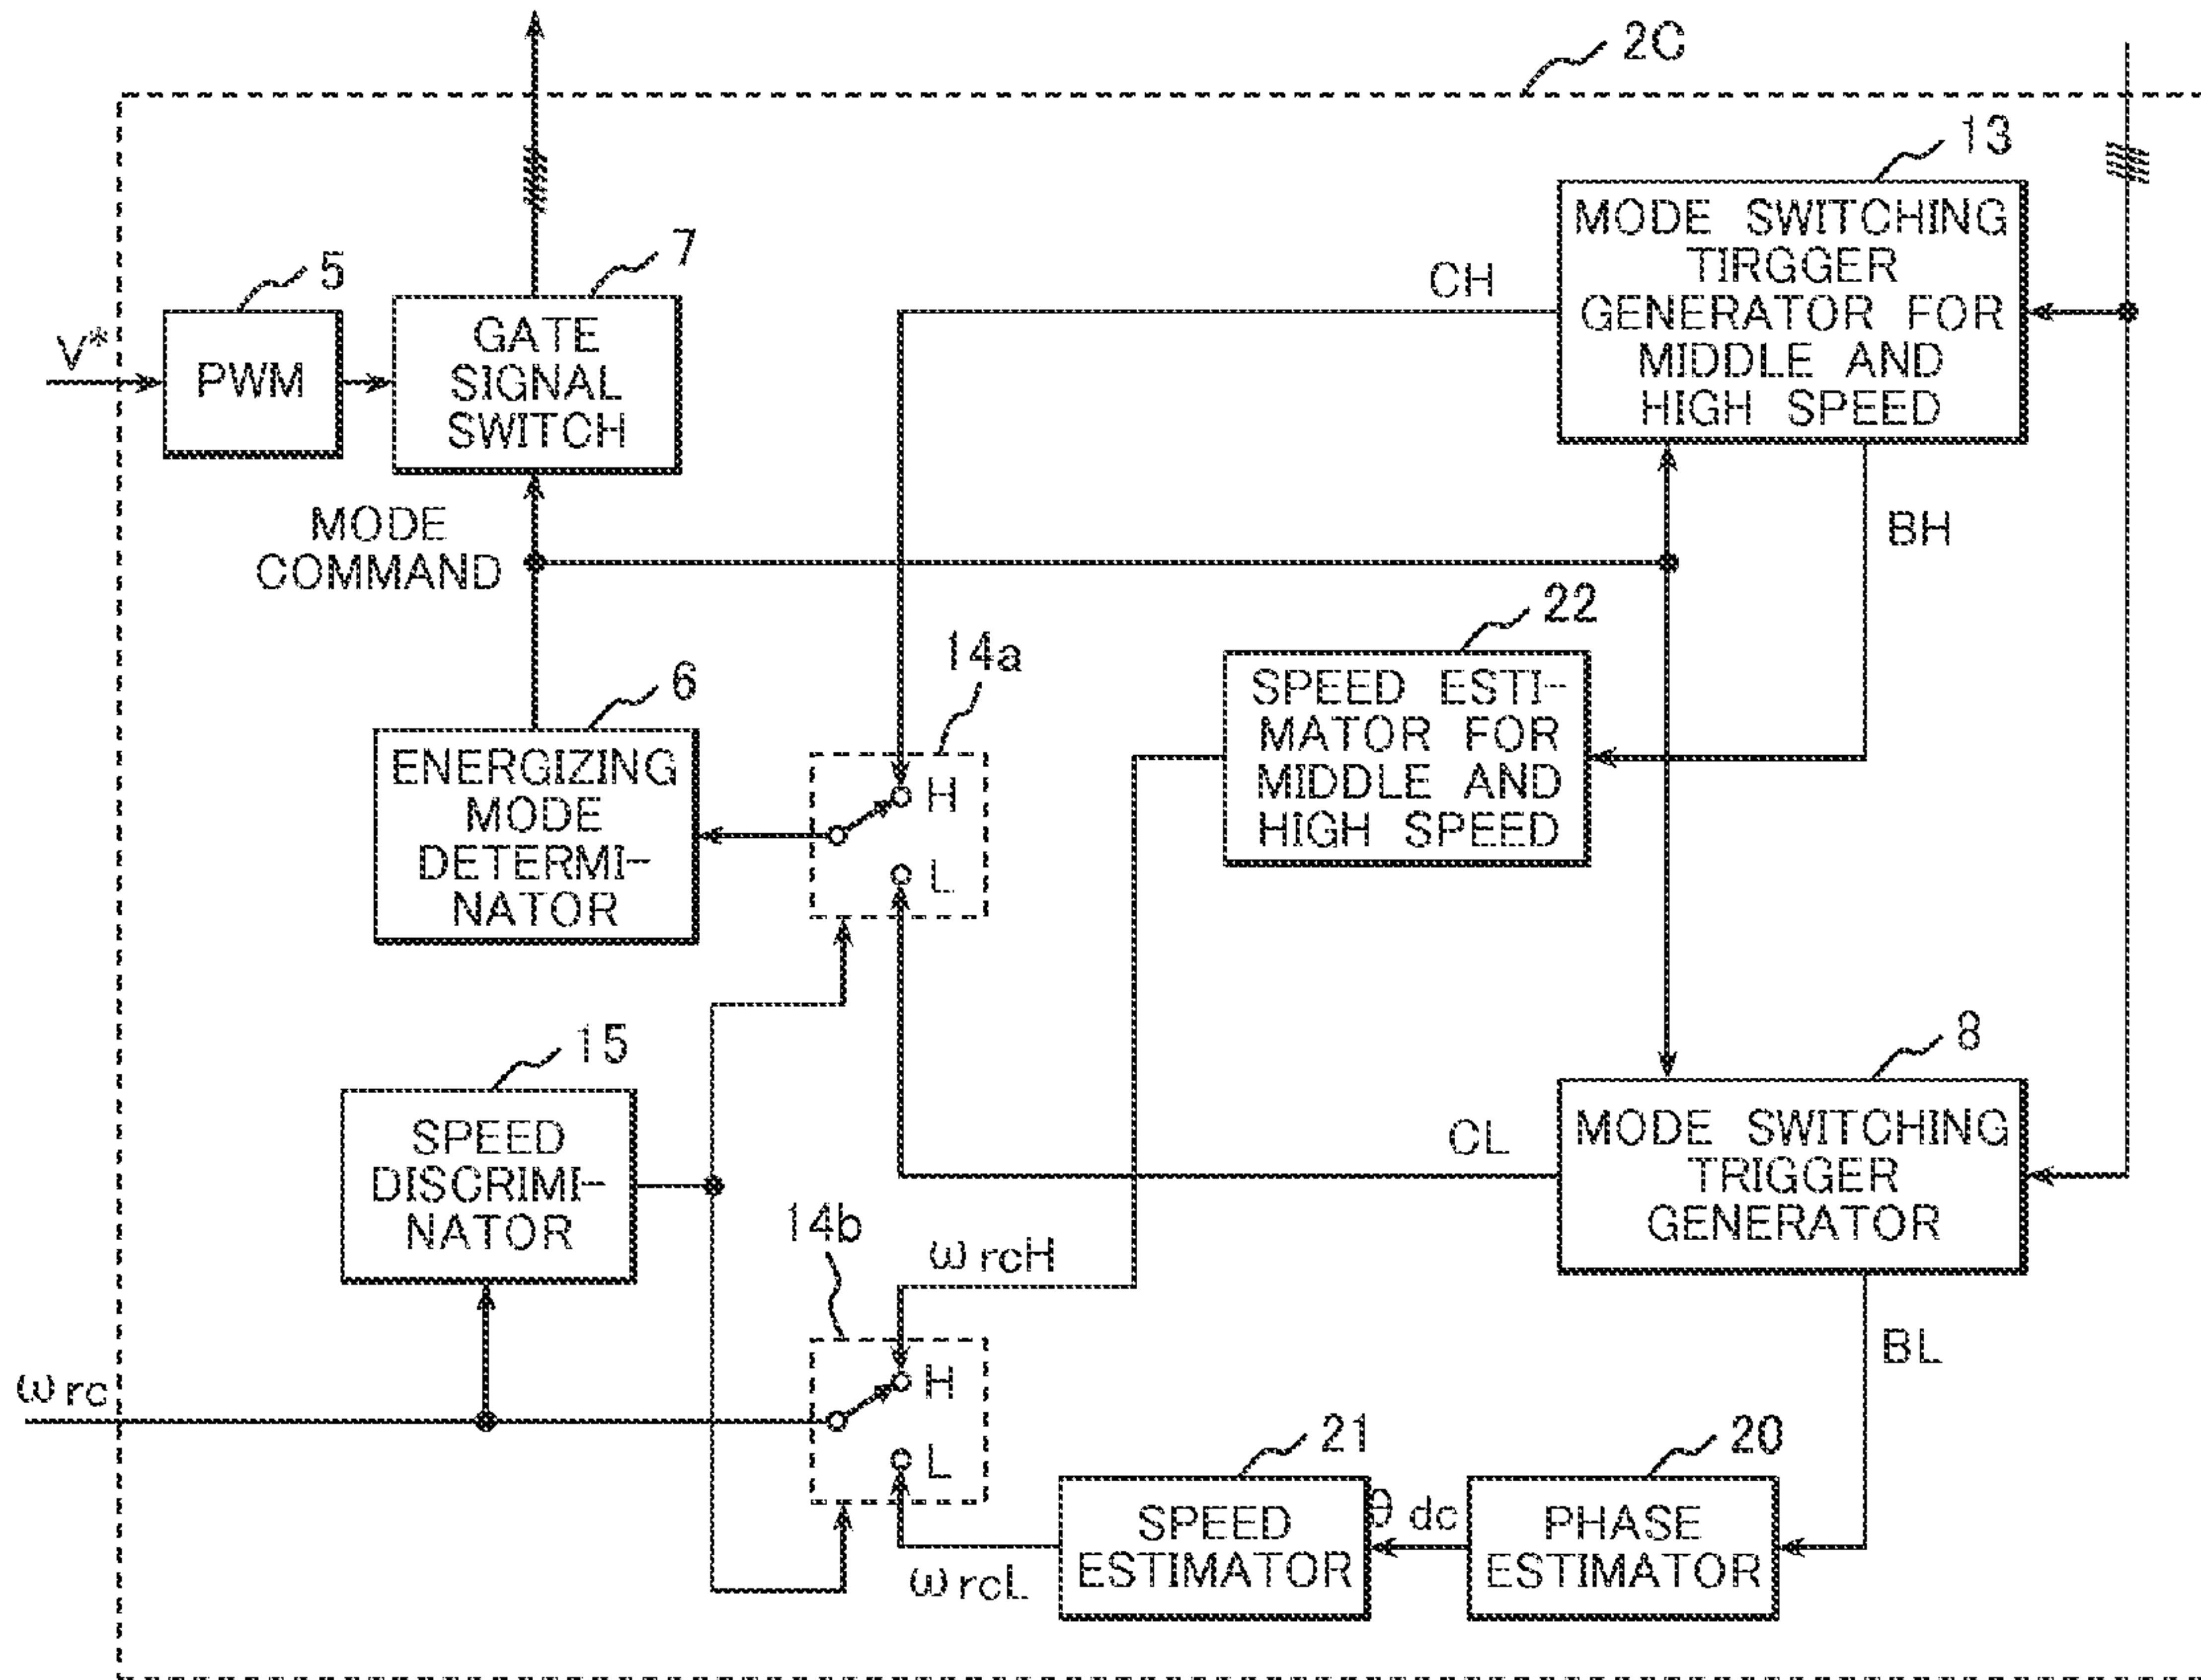 2C
13
MODE SWITCHING
TIRGGER
GENERATOR FOR
MIDDLE AND
HIGH SPEED
7
5
CH
V*
PWM
GATE
SIGNAL
SWITCH
MODE
COMMAND
BH
22
14a
6
SPEED ESTI-
MATOR FOR
MIDDLE AND
HIGH SPEED
ENERGIZING
MODE
DETERMI-
NATOR
H
L
15
8
SPEED
DISCRIMI-
NATOR
CL
MODE SWITCHING
TRIGGER
GENERATOR
14b
ωrcH
BL
ωrc
H
L
21
20
SPEED
ESTIMATOR
θdc
PHASE
ESTIMATOR
ωrcL